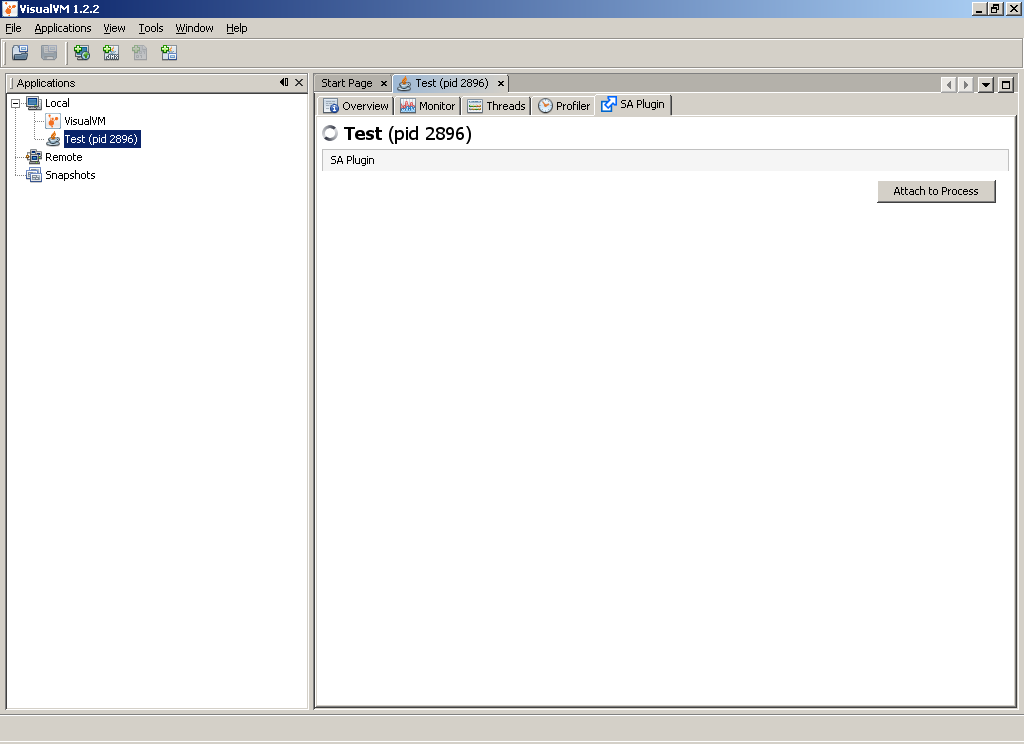 VisualVM 1.2.2
File Applications View Tools Window Help
Applications
Local
VisualVM
Test (pid 2896)
Remote
Snapshots
Start Page
Test (pid 2896)
Overview Monitor Threads Profiler SA Plugin
Test (pid 2896)
SA Plugin
Attach to Process